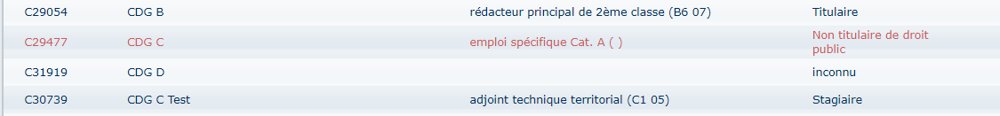 C29054 CDG B rédacteur principal de 2ème classe (B6 07) Titulaire
C29477 CDG C emploi spécifique Cat. A ( ) Non titulaire de droit
public
C31919 CDG D inconnu
C30739 CDG C Test adjoint technique territorial (C1 05) Stagiaire